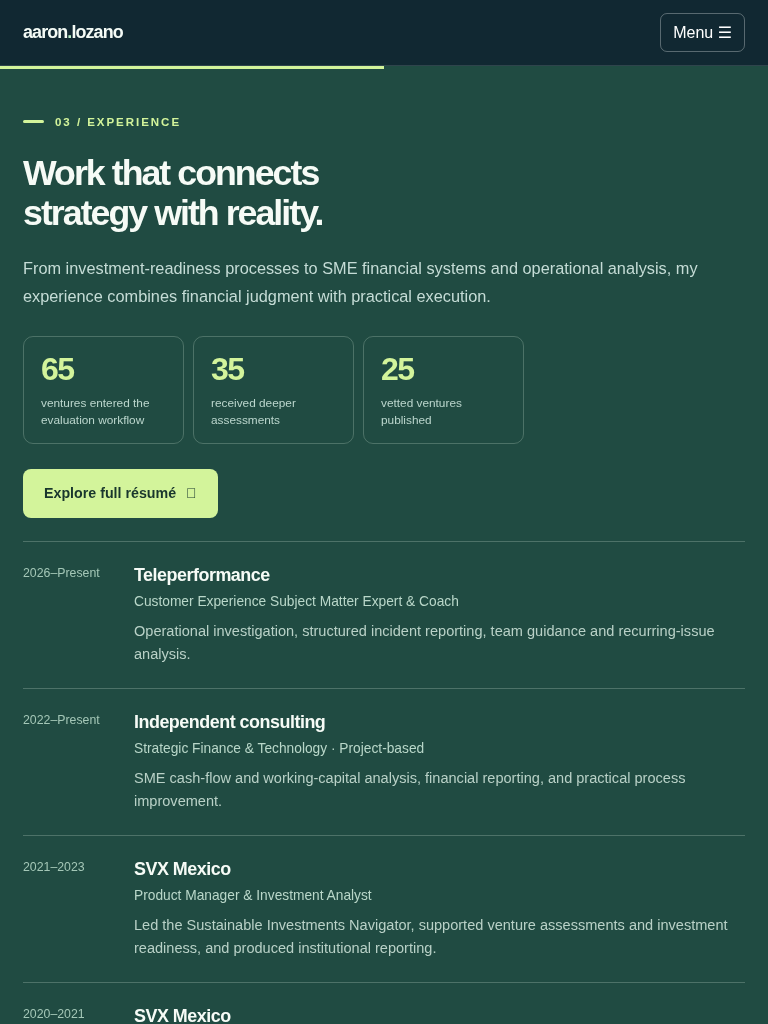 aaron.lozano
Menu ☰
03 / EXPERIENCE
Work that connects
strategy with reality.
From investment-readiness processes to SME financial systems and operational analysis, my
experience combines financial judgment with practical execution.
65
ventures entered the
evaluation workflow
35
received deeper
assessments
25
vetted ventures
published
Explore full résumé
2026–Present
Teleperformance
Customer Experience Subject Matter Expert & Coach
Operational investigation, structured incident reporting, team guidance and recurring-issue
analysis.
2022–Present
Independent consulting
Strategic Finance & Technology · Project-based
SME cash-flow and working-capital analysis, financial reporting, and practical process
improvement.
2021–2023
SVX Mexico
Product Manager & Investment Analyst
Led the Sustainable Investments Navigator, supported venture assessments and investment
readiness, and produced institutional reporting.
2020–2021
SVX Mexico